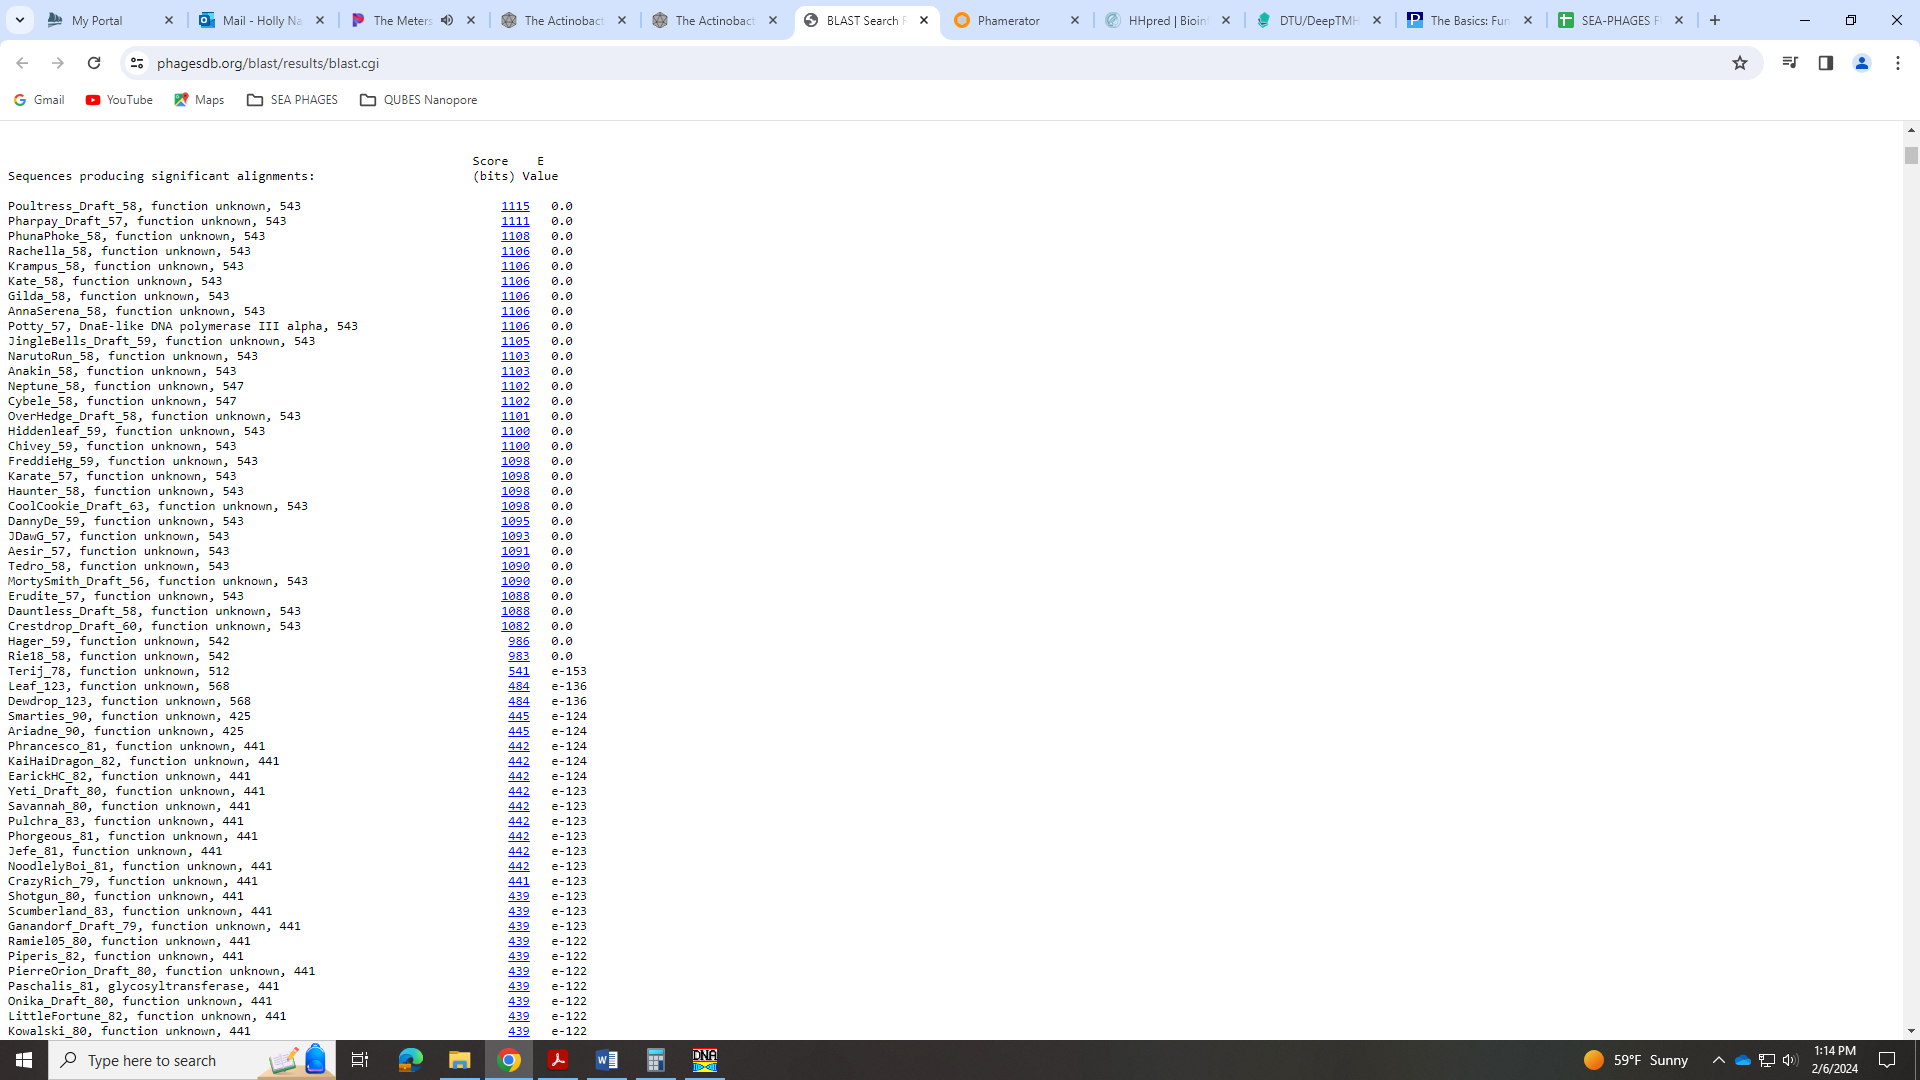 My Portal
Mail - Holly Na
The Meters
The Actinobact
The Actinobact
BLAST Search R
Phamerator
HHpred | Bioinf
DTU/DeepTMH
The Basics: Fun
SEA-PHAGES F
phagesdb.org/blast/results/blast.cgi
Gmail YouTube Maps SEA PHAGES QUBES Nanopore
Score E
Sequences producing significant alignments: (bits) Value
Poultress_Draft_58, function unknown, 543 1115 0.0
Pharpay_Draft_57, function unknown, 543 1111 0.0
PhunaPhoke_58, function unknown, 543 1108 0.0
Rachella_58, function unknown, 543 1106 0.0
Krampus_58, function unknown, 543 1106 0.0
Kate_58, function unknown, 543 1106 0.0
Gilda_58, function unknown, 543 1106 0.0
AnnaSerena_58, function unknown, 543 1106 0.0
Potty_57, DnaE-like DNA polymerase III alpha, 543 1106 0.0
JingleBells_Draft_59, function unknown, 543 1105 0.0
NarutoRun_58, function unknown, 543 1103 0.0
Anakin_58, function unknown, 543 1103 0.0
Neptune_58, function unknown, 547 1102 0.0
Cybele_58, function unknown, 547 1102 0.0
OverHedge_Draft_58, function unknown, 543 1101 0.0
Hiddenleaf_59, function unknown, 543 1100 0.0
Chivey_59, function unknown, 543 1100 0.0
FreddieHg_59, function unknown, 543 1098 0.0
Karate_57, function unknown, 543 1098 0.0
Haunter_58, function unknown, 543 1098 0.0
CoolCookie_Draft_63, function unknown, 543 1098 0.0
DannyDe_59, function unknown, 543 1095 0.0
JDawG_57, function unknown, 543 1093 0.0
Aesir_57, function unknown, 543 1091 0.0
Tedro_58, function unknown, 543 1090 0.0
MortySmith_Draft_56, function unknown, 543 1090 0.0
Erudite_57, function unknown, 543 1088 0.0
Dauntless_Draft_58, function unknown, 543 1088 0.0
Crestdrop_Draft_60, function unknown, 543 1082 0.0
Hager_59, function unknown, 542 986 0.0
Rie18_58, function unknown, 542 983 0.0
Terij_78, function unknown, 512 541 e-153
Leaf_123, function unknown, 568 484 e-136
Dewdrop_123, function unknown, 568 484 e-136
Smarties_90, function unknown, 425 445 e-124
Ariadne_90, function unknown, 425 445 e-124
Phrancesco_81, function unknown, 441 442 e-124
KaiHaiDragon_82, function unknown, 441 442 e-124
EarickHC_82, function unknown, 441 442 e-124
Yeti_Draft_80, function unknown, 441 442 e-123
Savannah_80, function unknown, 441 442 e-123
Pulchra_83, function unknown, 441 442 e-123
Phorgeous_81, function unknown, 441 442 e-123
Jefe_81, function unknown, 441 442 e-123
NoodlelyBoi_81, function unknown, 441 442 e-123
CrazyRich_79, function unknown, 441 441 e-123
Shotgun_80, function unknown, 441 439 e-123
Scumberland_83, function unknown, 441 439 e-123
Ganandorf_Draft_79, function unknown, 441 439 e-123
Ramiel05_80, function unknown, 441 439 e-122
Piperis_82, function unknown, 441 439 e-122
PierreOrion_Draft_80, function unknown, 441 439 e-122
Paschalis_81, glycosyltransferase, 441 439 e-122
Onika_Draft_80, function unknown, 441 439 e-122
LittleFortune_82, function unknown, 441 439 e-122
Kowalski_80, function unknown, 441 439 e-122
Type here to search
DNA
59°F Sunny
1:14 PM
2/6/2024